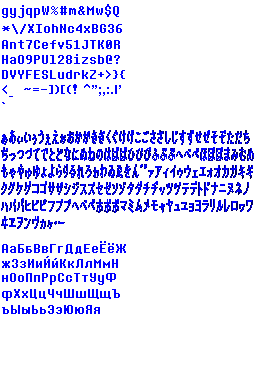 gyjqpW%#m&Mw$Q
*\/XIohNc4xBG36
Ant7Cefv51JTK0R
HaO9PUl28izsb@?
DVYFESLudrkZ+>}{
<_ ~=-])[(! ^";,:.|'
`
ぁあぃいぅうぇえぉおかがきぎくぐけげこごさざしじすずせぜそぞただち
ぢっつづてでとどなにぬねのはばぱひびぴふぶぷへべぺほぼぽまみむめも
ゃやゅゆょよらりるれろゎわゐゑをん゛゜ァアィイゥウェエォオカガキギ
クグケゲコゴサザシジスズセゼソゾタダチヂッツヅテデトドナニヌネノ
ハバパヒビピフブプヘベペホボポマミムメモャヤュユョヨラリルレロヮワ
ヰヱヲンヴヵヶ・ー
АаБбВвГгДдЕеЁёЖ
жЗзИиЙйКкЛлМмН
нОоПпРрСсТтУуФ
фХхЦцЧчШшЩщЪ
ъЫыЬьЭэЮюЯя